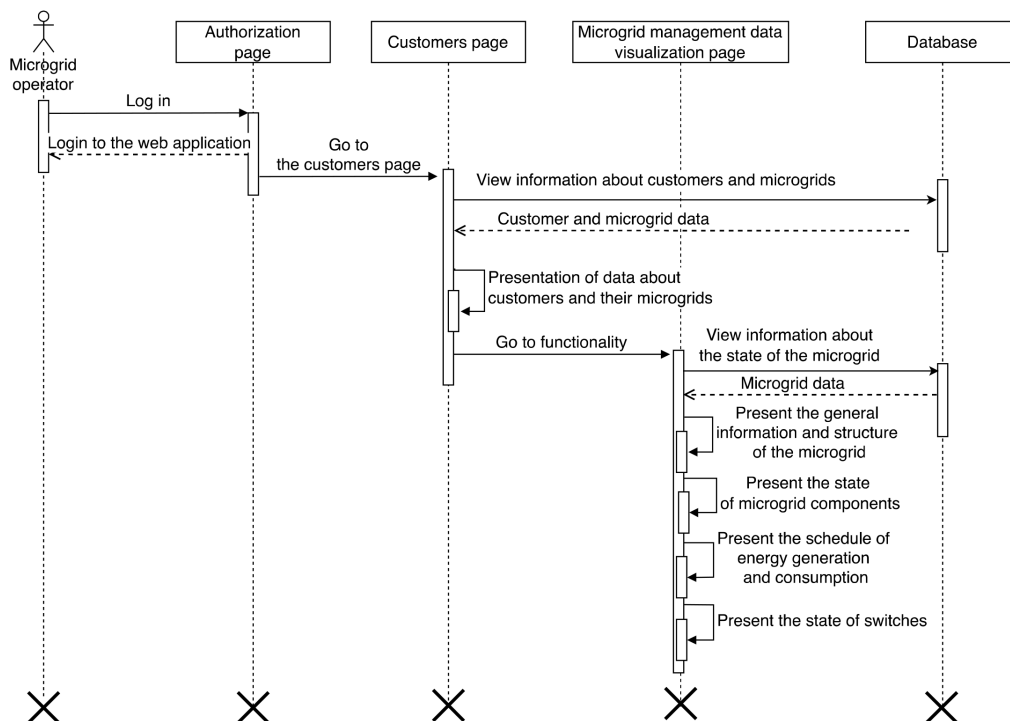 Microgrid
operator
Authorization
page
Customers page
Microgrid management data
visualization page
Database
Log in
Login to the web application
Go to
the customers page
View information about customers and microgrids
Customer and microgrid data
Presentation of data about
customers and their microgrids
Go to functionality
View information about
the state of the microgrid
Microgrid data
Present the general
information and structure
of the microgrid
Present the state
of microgrid components
Present the schedule of
energy generation
and consumption
Present the state of switches